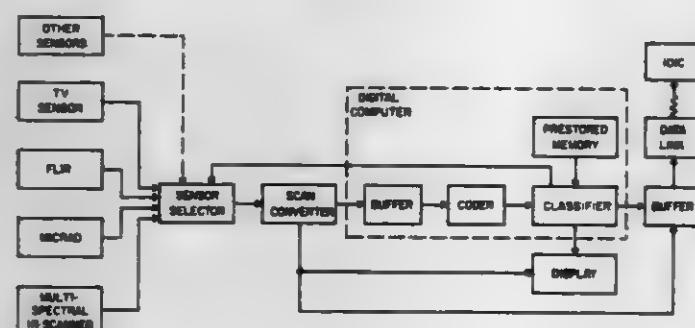 OTHER
SENSORS
TV
SENSOR
FLIR
MICRAD
MULTI-
SPECTRAL
IR SCANNER
SENSOR
SELECTOR
SCAN
CONVERTER
DIGITAL
COMPUTER
BUFFER
CODER
PRESTORED
MEMORY
CLASSIFIER
DISPLAY
IDIC
DATA
LINK
BUFFER